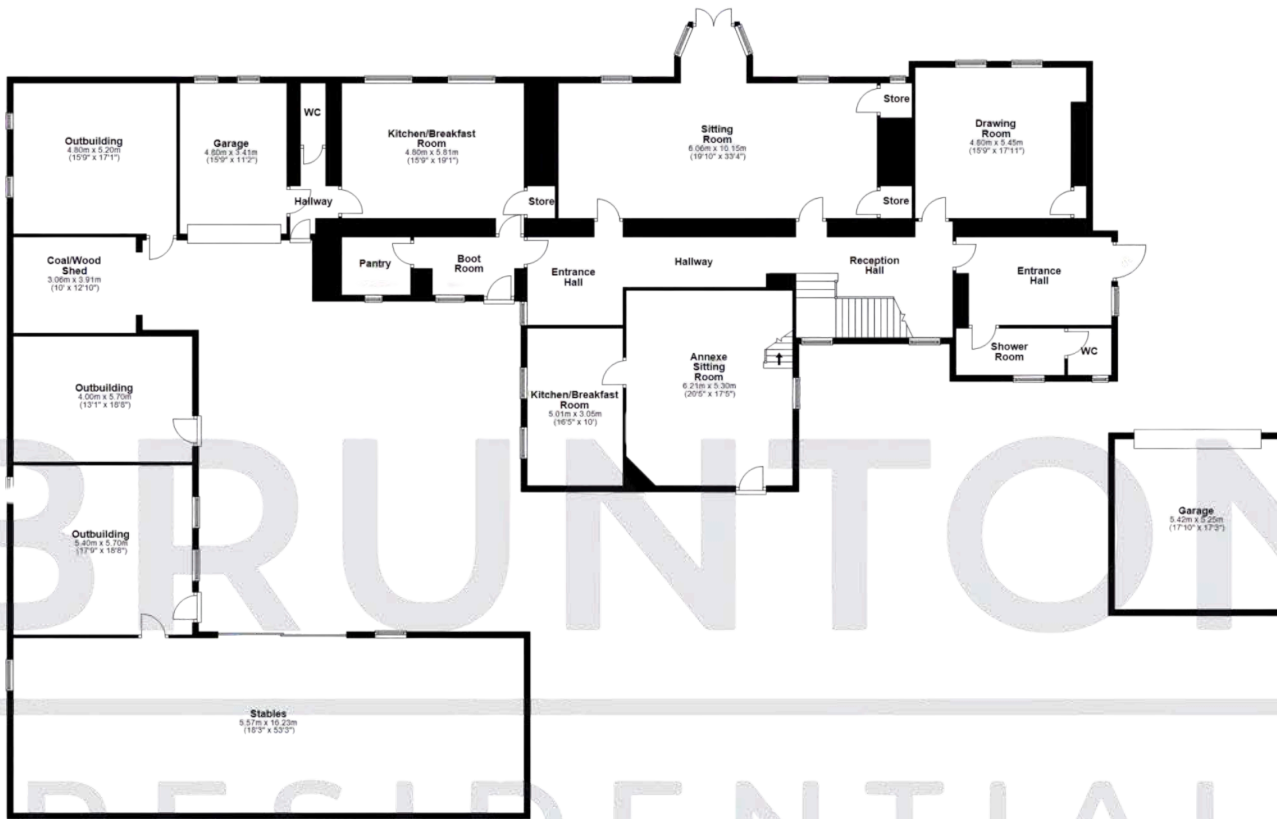 Outbuilding
4.80m x 5.20m
(15'9" x 17'1")
Garage
4.80m x 3.41m
(15'9" x 11'2")
WC
Hallway
Kitchen/Breakfast
Room
4.80m x 5.81m
(15'9" x 19'1")
Store
Sitting
Room
6.06m x 10.15m
(19'10" x 33'4")
Store
Store
Drawing
Room
4.80m x 5.45m
(15'9" x 17'11")
Coal/Wood
Shed
3.06m x 3.91m
(10' x 12'10")
Pantry
Boot
Room
Entrance
Hall
Hallway
Reception
Hall
Entrance
Hall
Shower
Room
WC
Outbuilding
4.00m x 5.70m
(13'1" x 18'8")
Kitchen/Breakfast
Room
5.01m x 3.05m
(16'5" x 10')
Annexe
Sitting
Room
6.21m x 5.30m
(20'5" x 17'5")
Outbuilding
5.40m x 5.70m
(17'9" x 18'8")
Garage
5.42m x 5.25m
(17'10" x 17'3")
Stables
5.57m x 16.23m
(18'3" x 53'3")
BRUNTON
RESIDENTIAL